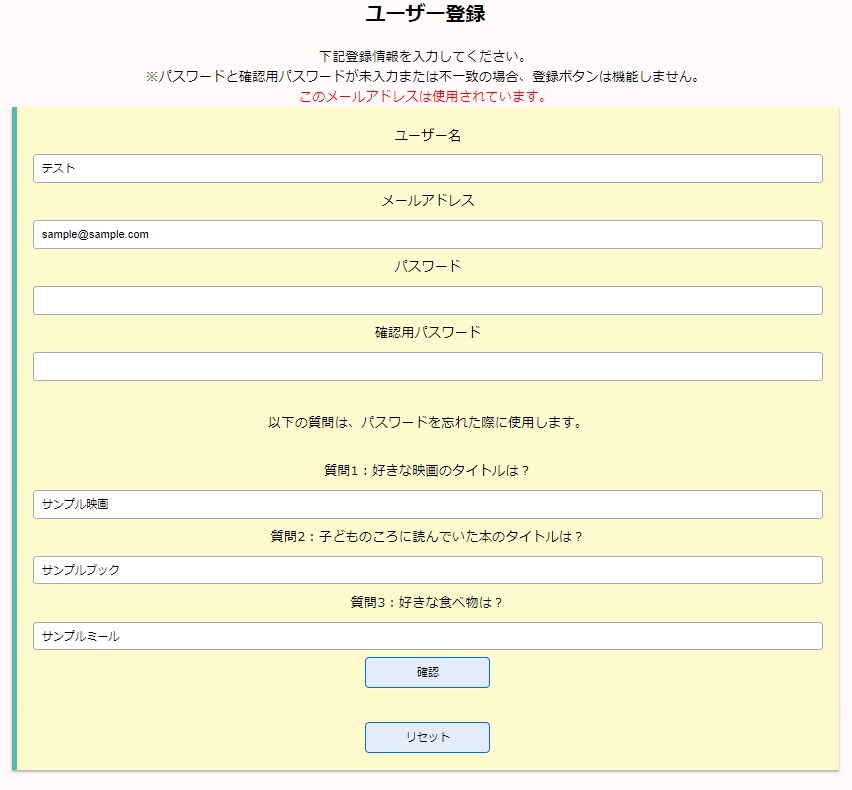 ユーザー登録
下記登録情報を入力してください。
※パスワードと確認用パスワードが未入力または不一致の場合、登録ボタンは機能しません。
このメールアドレスは使用されています。
ユーザー名
テスト
メールアドレス
sample@sample.com
パスワード
確認用パスワード
以下の質問は、パスワードを忘れた際に使用します。
質問1：好きな映画のタイトルは？
サンプル映画
質問2：子どものころに読んでいた本のタイトルは？
サンプルブック
質問3：好きな食べ物は？
サンプルミール
確認
リセット